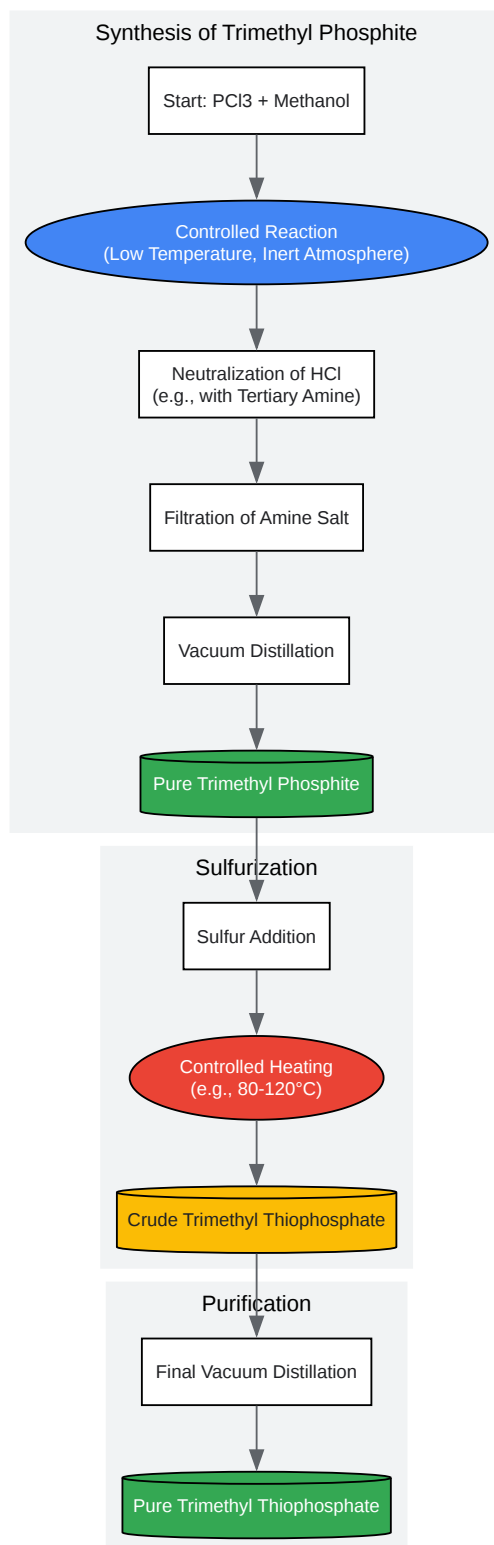 Synthesis of Trimethyl Phosphite
Start: PCl3 + Methanol
Controlled Reaction
(Low Temperature, Inert Atmosphere)
Neutralization of HCl
(e.g., with Tertiary Amine)
Filtration of Amine Salt
Vacuum Distillation
Pure Trimethyl Phosphite
Sulfurization
Sulfur Addition
Controlled Heating
(e.g., 80-120°C)
Crude Trimethyl Thiophosphate
Purification
Final Vacuum Distillation
Pure Trimethyl Thiophosphate